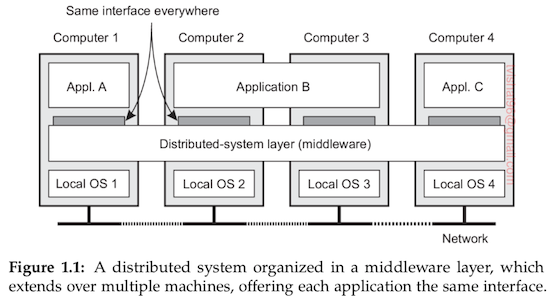 Same interface everywhere
Computer 1 Computer 2 Computer 3 Computer 4
Appl. A Application B Appl. C
Distributed-system layer (middleware)
Local OS 1 Local OS 2 Local OS 3 Local OS 4
Network
Figure 1.1: A distributed system organized in a middleware layer, which
extends over multiple machines, offering each application the same interface.